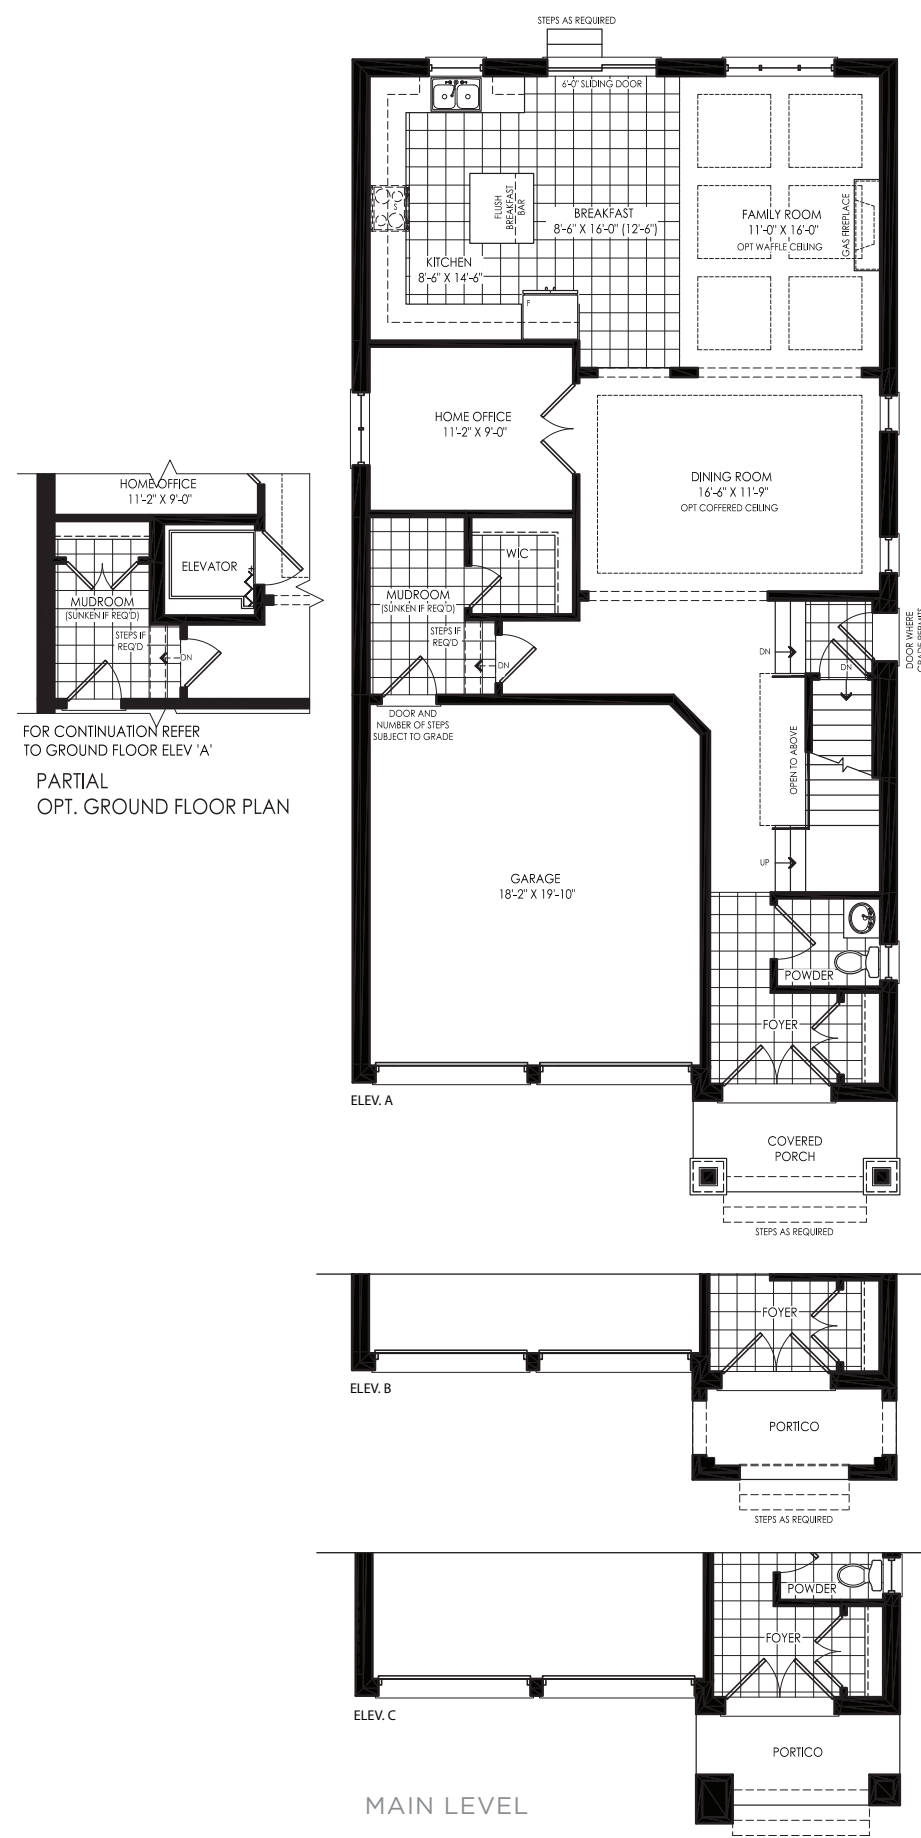 STEPS AS REQUIRED
6'-0" SLIDING DOOR
FLUSH
BREAKFAST
BAR
BREAKFAST
8'-6" X 16'-0" (12'-6")
FAMILY ROOM
11'-0" X 16'-0"
OPT WAFFLE CEILING
GAS FIREPLACE
S
KITCHEN
8'-6" X 14'-6"
F
HOME OFFICE
11'-2" X 9'-0"
DINING ROOM
16'-6" X 11'-9"
OPT COFFERED CEILING
HOME OFFICE
11'-2" X 9'-0"
ELEVATOR
MUDROOM
(SUNKEN IF REQ'D)
STEPS IF
REQ'D
DN
FOR CONTINUATION REFER
TO GROUND FLOOR ELEV 'A'
PARTIAL
OPT. GROUND FLOOR PLAN
WIC
MUDROOM
(SUNKEN IF REQ'D)
STEPS IF
REQ'D
DN
DN
DN
DOOR WHERE
GRADE PERMITS
DOOR AND
NUMBER OF STEPS
SUBJECT TO GRADE
OPEN TO ABOVE
UP
GARAGE
18'-2" X 19'-10"
POWDER
FOYER
ELEV. A
COVERED
PORCH
STEPS AS REQUIRED
FOYER
ELEV. B
PORTICO
STEPS AS REQUIRED
POWDER
FOYER
ELEV. C
PORTICO
MAIN LEVEL